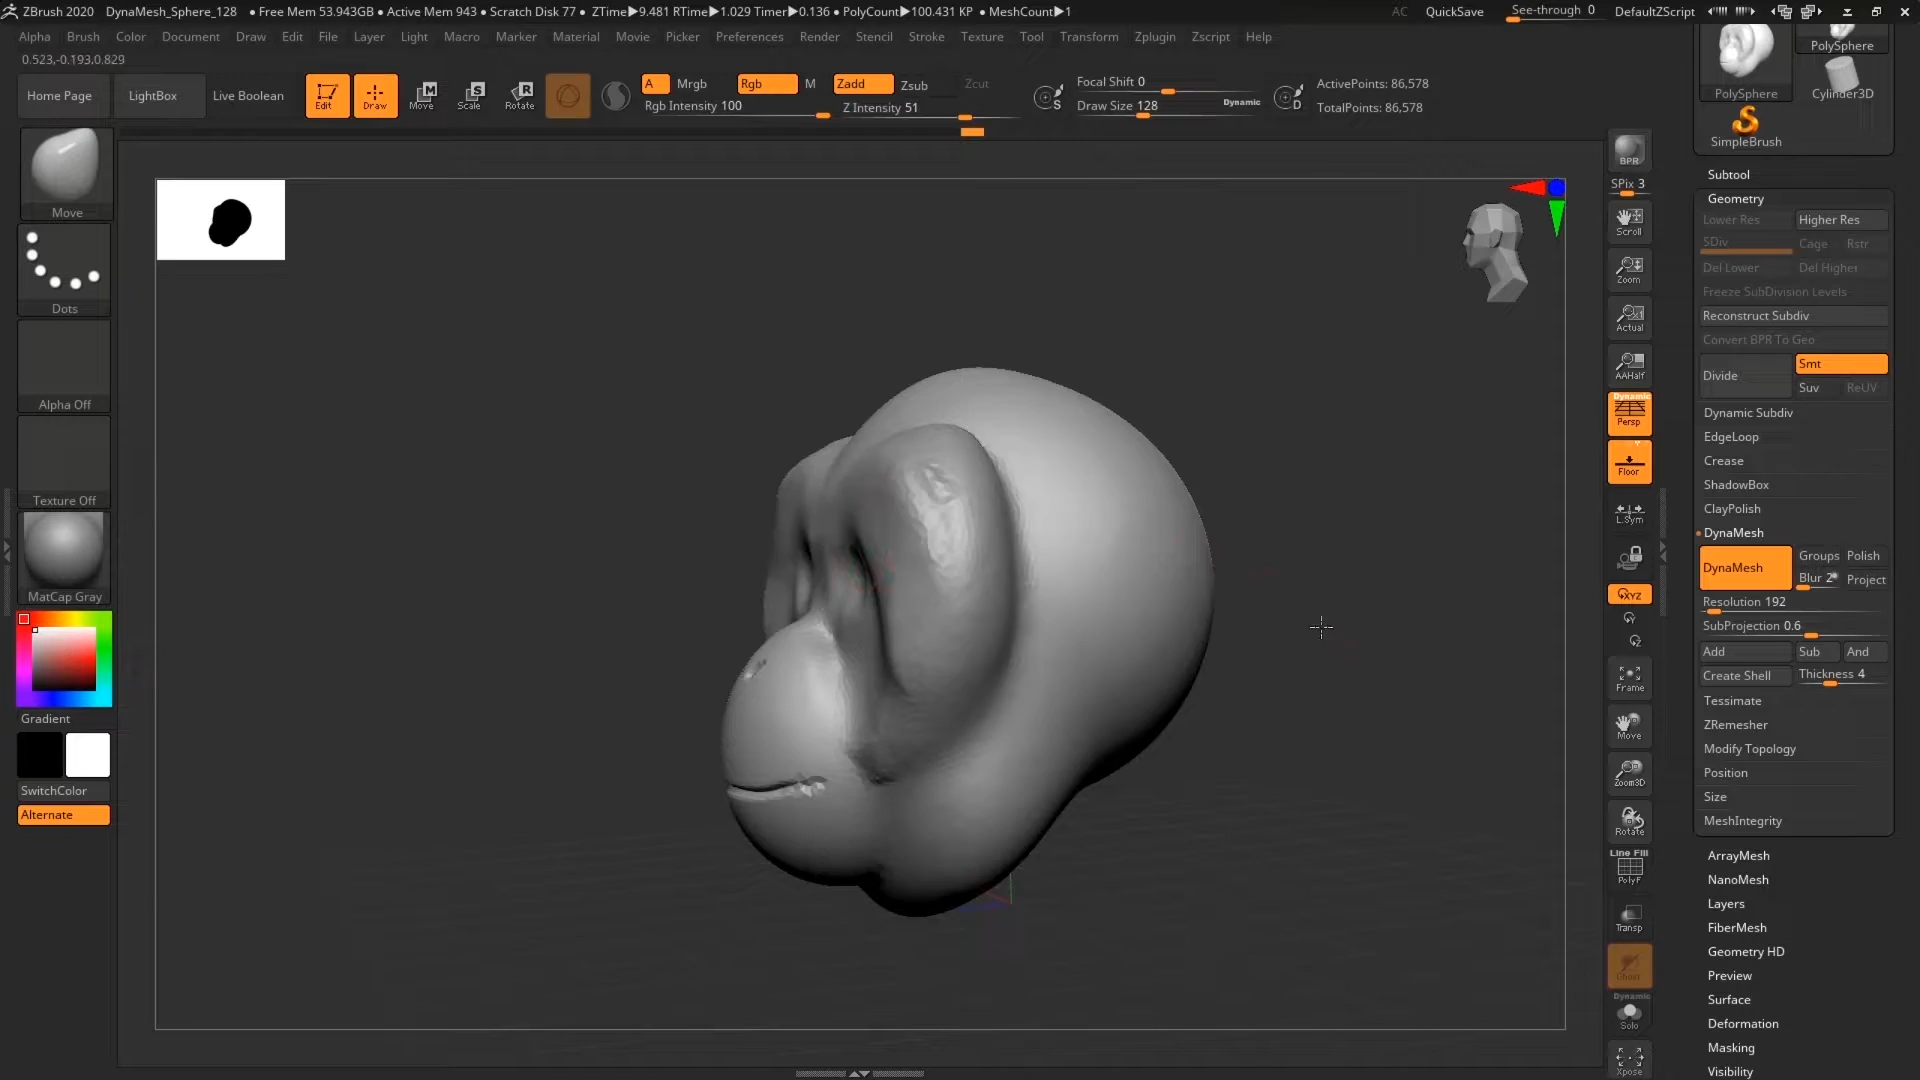 ZBrush 2020 DynaMesh_Sphere_128 • Free Mem 53.943GB • Active Mem 943 • Scratch Disk 77 • ZTime▶9.481 RTime▶1.029 Timer▶0.136 • PolyCount▶100.431 KP • MeshCount▶1 AC QuickSave See-through 0 DefaultZScript
Alpha Brush Color Document Draw Edit File Layer Light Macro Marker Material Movie Picker Preferences Render Stencil Stroke Texture Tool Transform Zplugin Zscript Help
0.523,-0.193,0.829
Home Page LightBox Live Boolean Edit Draw Move Scale Rotate
A Mrgb Rgb M Zadd Zsub Zcut
Rgb Intensity 100 Z Intensity 51
S Focal Shift 0
Draw Size 128 Dynamic D
ActivePoints: 86,578
TotalPoints: 86,578
Move
Dots
Alpha Off
Texture Off
MatCap Gray
Gradient
SwitchColor
Alternate
BPR
SPix 3
Scroll
Zoom
Actual
AAHalf
Dynamic
Persp
Floor
L.Sym
XYZ
Y
Z
Frame
Move
Zoom3D
Rotate
Line Fill
PolyF
Transp
Ghost
Dynamic
Solo
Xpose
PolySphere
PolySphere Cylinder3D
SimpleBrush
Subtool
Geometry
Lower Res Higher Res
SDiv Cage Rstr
Del Lower Del Higher
Freeze SubDivision Levels
Reconstruct Subdiv
Convert BPR To Geo
Divide Smt
Suv ReUV
Dynamic Subdiv
EdgeLoop
Crease
ShadowBox
ClayPolish
DynaMesh
DynaMesh Groups Polish
Blur 2 Project
Resolution 192
SubProjection 0.6
Add Sub And
Create Shell Thickness 4
Tessimate
ZRemesher
Modify Topology
Position
Size
MeshIntegrity
ArrayMesh
NanoMesh
Layers
FiberMesh
Geometry HD
Preview
Surface
Deformation
Masking
Visibility